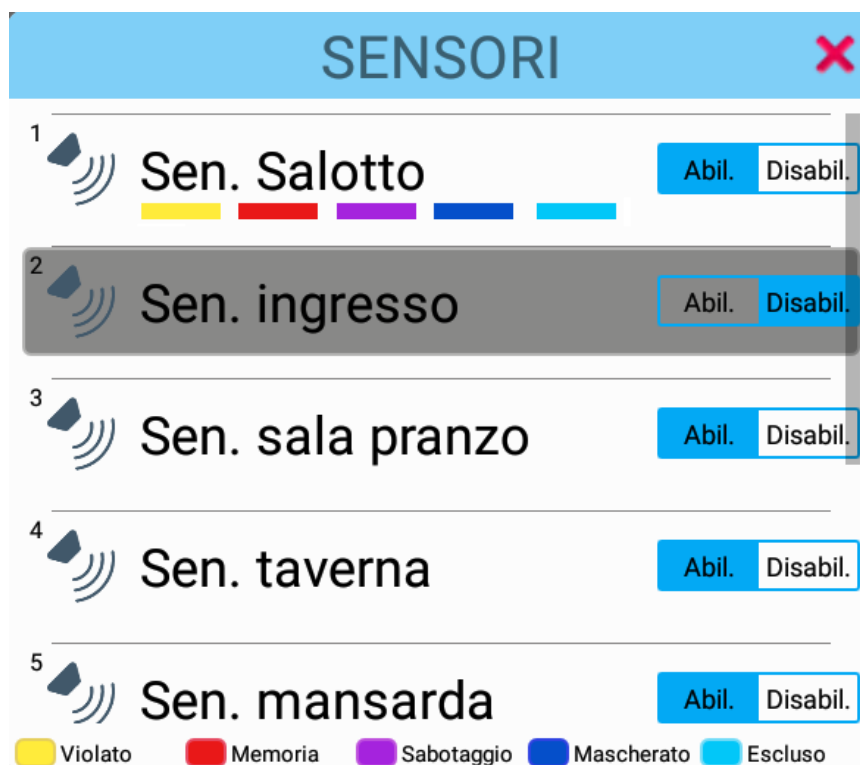 SENSORI
1
Sen. Salotto Abil. Disabil.
2
Sen. ingresso Abil. Disabil.
3
Sen. sala pranzo Abil. Disabil.
4
Sen. taverna Abil. Disabil.
5
Sen. mansarda Abil. Disabil.
Violato Memoria Sabotaggio Mascherato Escluso